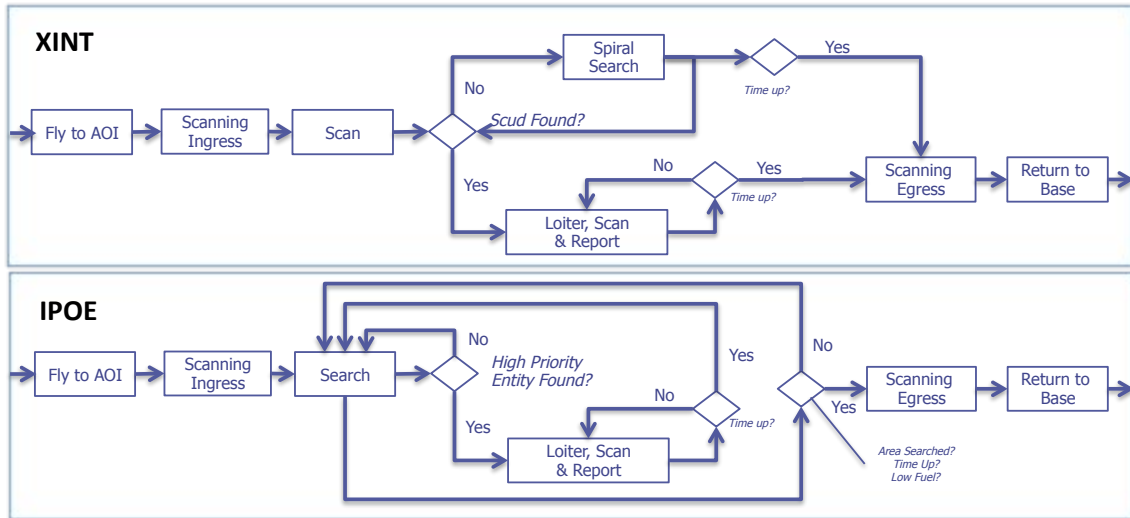 XINT
Spiral
Search
Yes
No
Time up?
Fly to AOI
Scanning
Ingress
Scan
Scud Found?
No
Yes
Yes
Time up?
Scanning
Egress
Return to
Base
Loiter, Scan
& Report
IPOE
No
Yes
No
Fly to AOI
Scanning
Ingress
Search
High Priority
Entity Found?
Scanning
Egress
Return to
Base
No
Yes
Yes
Time up?
Loiter, Scan
& Report
Area Searched?
Time Up?
Low Fuel?